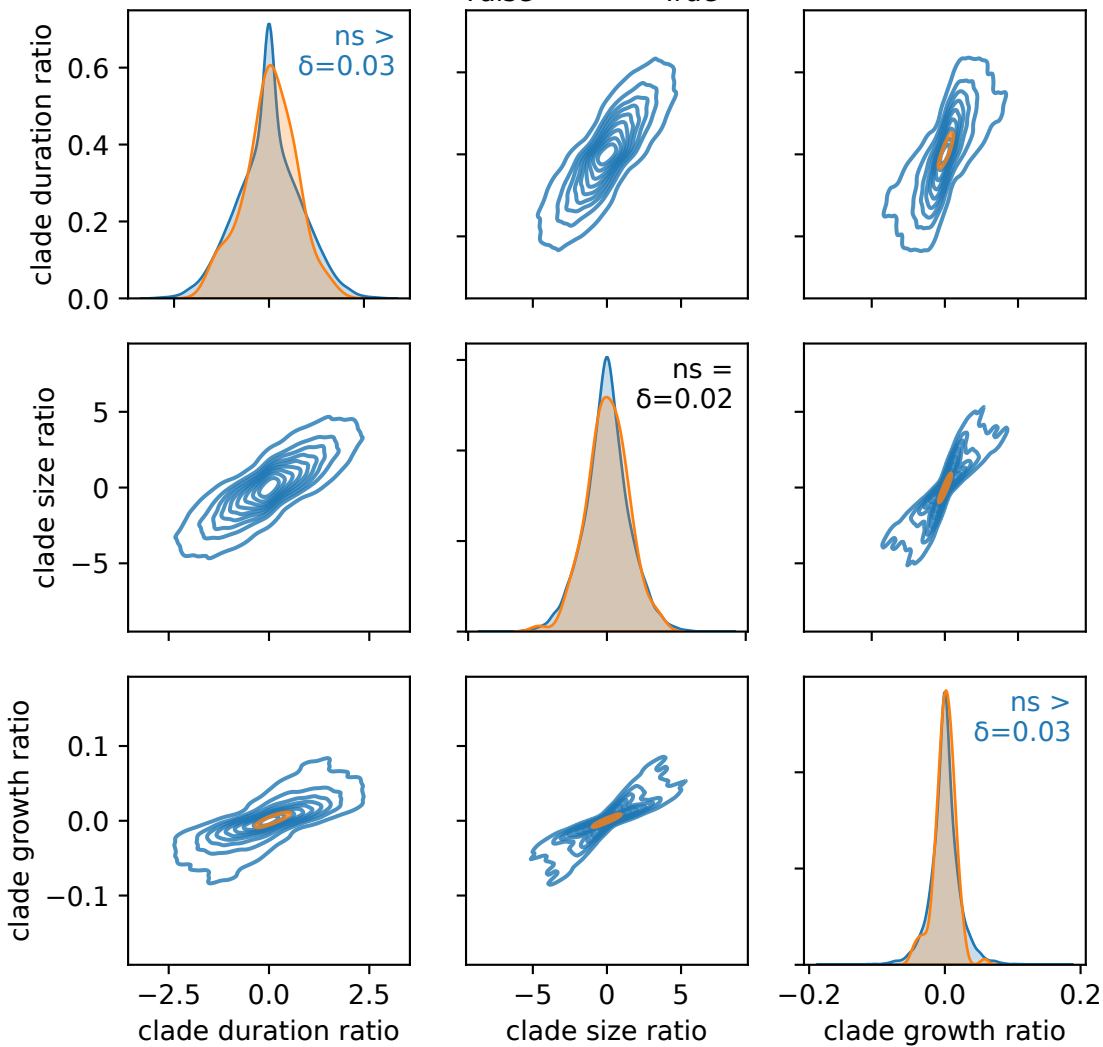 ns >
δ=0.03
clade duration ratio
0.6
0.4
0.2
0.0
ns =
δ=0.02
clade size ratio
5
0
−5
ns >
δ=0.03
clade growth ratio
0.1
0.0
−0.1
−2.5 0.0 2.5
−5 0 5
−0.2 0.0 0.2
clade duration ratio
clade size ratio
clade growth ratio